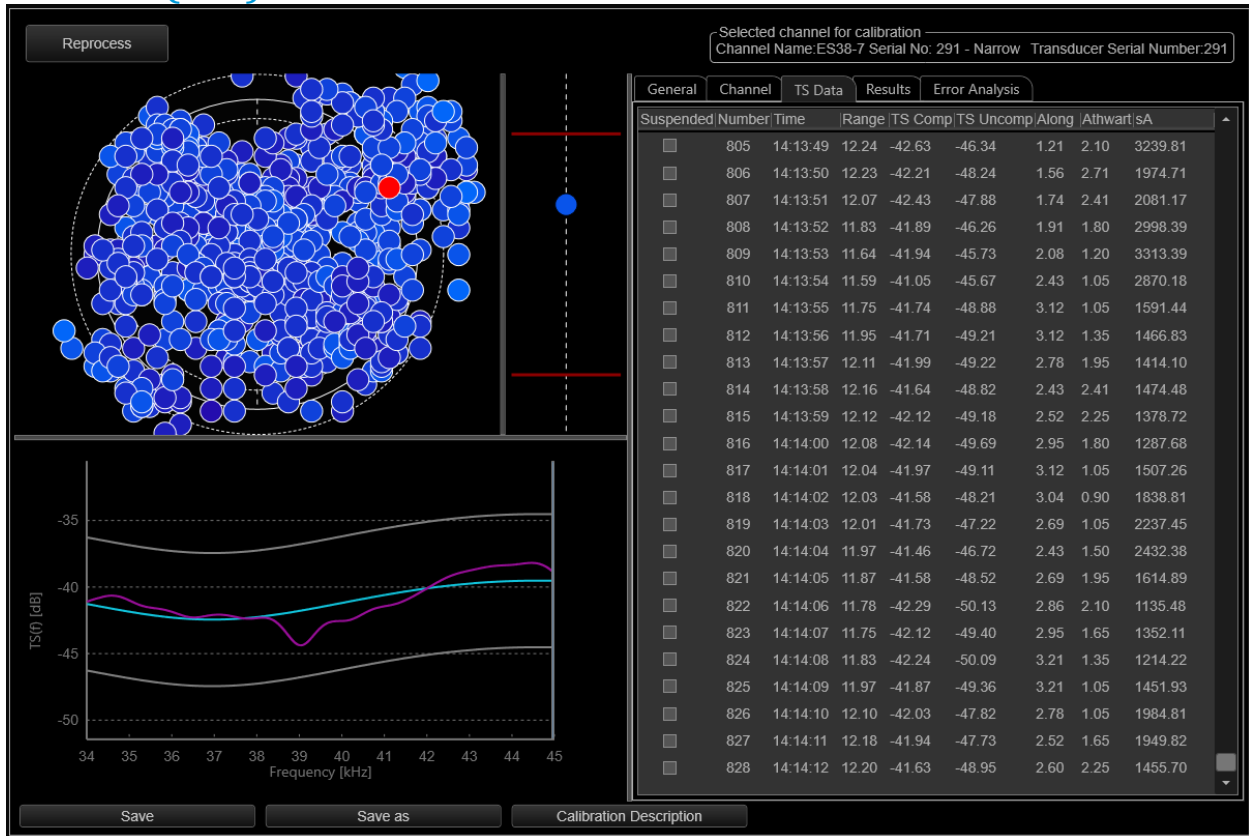 Reprocess
Selected channel for calibration
Channel Name:ES38-7 Serial No: 291 - Narrow Transducer Serial Number:291
General Channel TS Data Results Error Analysis
Suspended Number Time Range TS Comp TS Uncomp Along Athwart sA
805 14:13:49 12.24 -42.63 -46.34 1.21 2.10 3239.81
806 14:13:50 12.23 -42.21 -48.24 1.56 2.71 1974.71
807 14:13:51 12.07 -42.43 -47.88 1.74 2.41 2081.17
808 14:13:52 11.83 -41.89 -46.26 1.91 1.80 2998.39
809 14:13:53 11.64 -41.94 -45.73 2.08 1.20 3313.39
810 14:13:54 11.59 -41.05 -45.67 2.43 1.05 2870.18
811 14:13:55 11.75 -41.74 -48.88 3.12 1.05 1591.44
812 14:13:56 11.95 -41.71 -49.21 3.12 1.35 1466.83
813 14:13:57 12.11 -41.99 -49.22 2.78 1.95 1414.10
814 14:13:58 12.16 -41.64 -48.82 2.43 2.41 1474.48
815 14:13:59 12.12 -42.12 -49.18 2.52 2.25 1378.72
816 14:14:00 12.08 -42.14 -49.69 2.95 1.80 1287.68
817 14:14:01 12.04 -41.97 -49.11 3.12 1.05 1507.26
818 14:14:02 12.03 -41.58 -48.21 3.04 0.90 1838.81
819 14:14:03 12.01 -41.73 -47.22 2.69 1.05 2237.45
820 14:14:04 11.97 -41.46 -46.72 2.43 1.50 2432.38
821 14:14:05 11.87 -41.58 -48.52 2.69 1.95 1614.89
822 14:14:06 11.78 -42.29 -50.13 2.86 2.10 1135.48
823 14:14:07 11.75 -42.12 -49.40 2.95 1.65 1352.11
824 14:14:08 11.83 -42.24 -50.09 3.21 1.35 1214.22
825 14:14:09 11.97 -41.87 -49.36 3.21 1.05 1451.93
826 14:14:10 12.10 -42.03 -47.82 2.78 1.05 1984.81
827 14:14:11 12.18 -41.94 -47.73 2.52 1.65 1949.82
828 14:14:12 12.20 -41.63 -48.95 2.60 2.25 1455.70
TS(f) [dB]
-35
-40
-45
-50
34 35 36 37 38 39 40 41 42 43 44 45
Frequency [kHz]
Save Save as Calibration Description